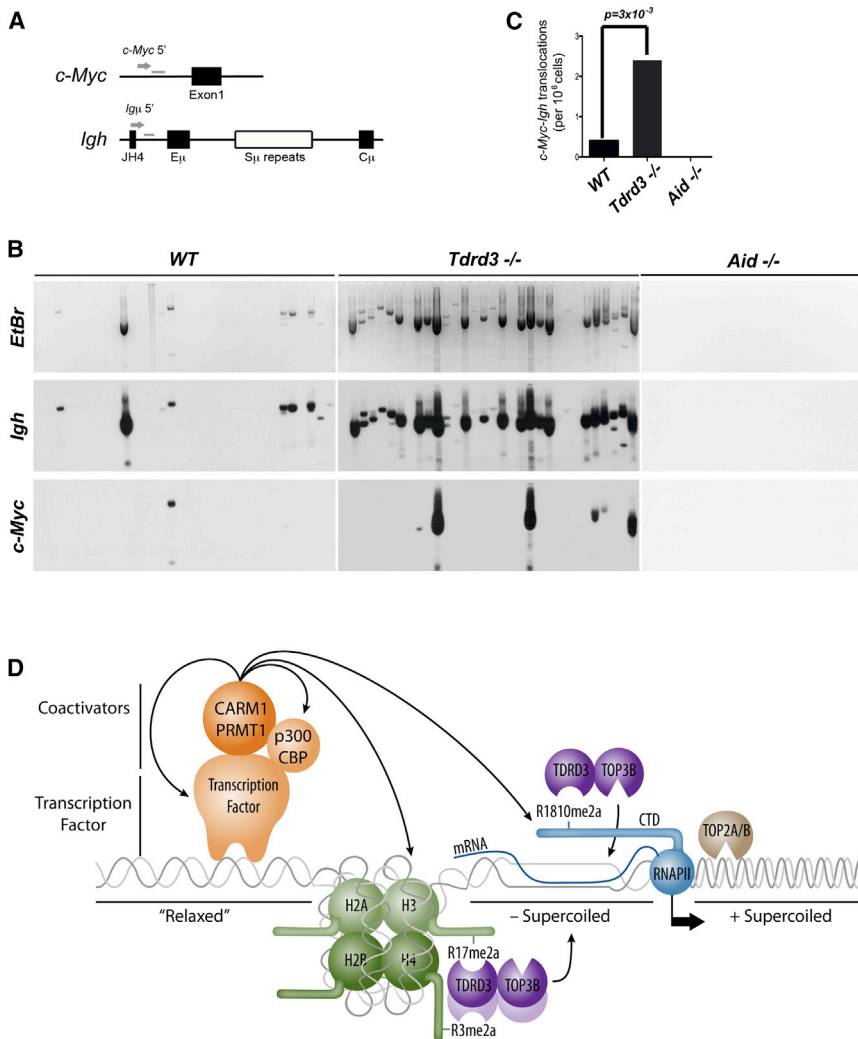 A
c-Myc 5'
c-Myc
Exon1
Igμ 5'
Igh
JH4
Eμ
Sμ repeats
Cμ
C
p=3x10⁻³
c-Myc-Igh translocations
(per 10⁶ cells)
3
2
1
0
WT
Tdrd3 -/-
Aid -/-
B
WT
Tdrd3 -/-
Aid -/-
EtBr
Igh
c-Myc
D
Coactivators
CARM1
PRMT1
p300
CBP
Transcription
Factor
Transcription
Factor
TDRD3
TOP3B
R1810me2a
CTD
TOP2A/B
mRNA
RNAPII
"Relaxed"
H2A
H3
– Supercoiled
+ Supercoiled
R17me2a
H2B
H4
TDRD3
TOP3B
R3me2a